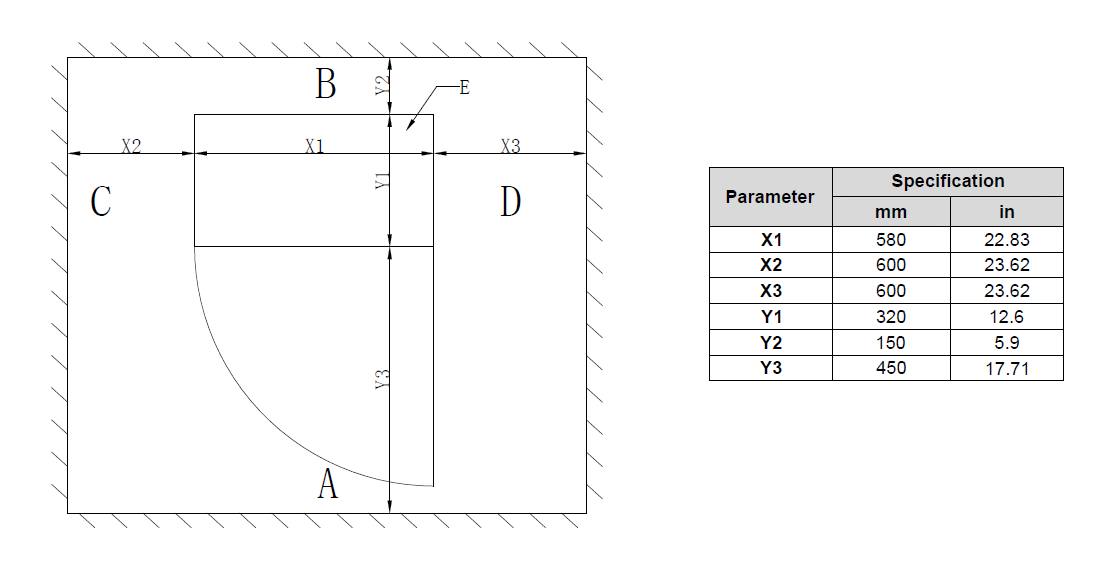 B
Y2
E
X2
X1
X3
Y1
C
D
Y3
A
Parameter Specification
mm in
X1 580 22.83
X2 600 23.62
X3 600 23.62
Y1 320 12.6
Y2 150 5.9
Y3 450 17.71